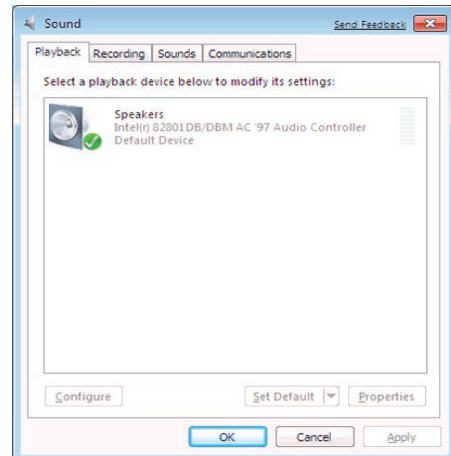 Sound
Send Feedback
Playback Recording Sounds Communications
Select a playback device below to modify its settings:
Speakers
Intel(r) 82801DB/DBM AC '97 Audio Controller
Default Device
Configure Set Default Properties
OK Cancel Apply